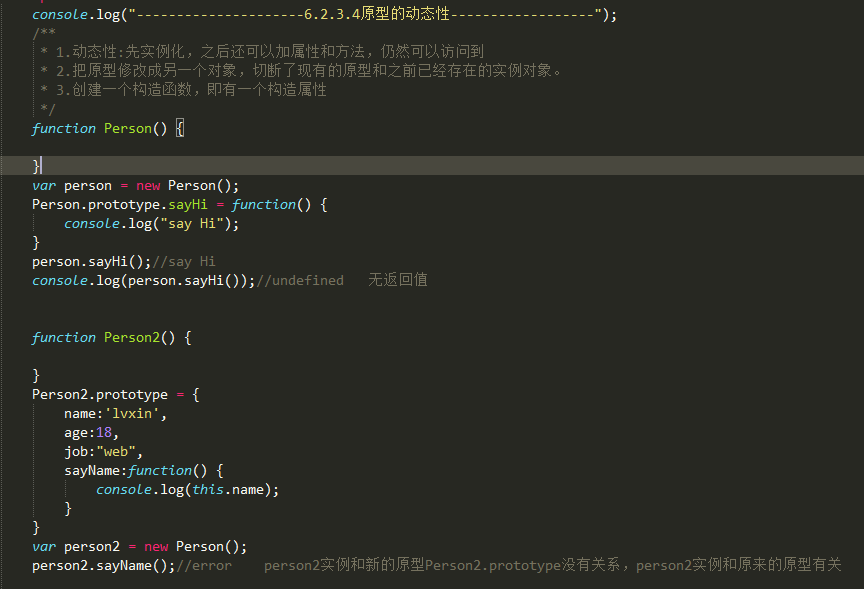 console.log("---------------------6.2.3.4原型的动态性------------------");
/**
 * 1.动态性:先实例化，之后还可以加属性和方法，仍然可以访问到
 * 2.把原型修改成另一个对象，切断了现有的原型和之前已经存在的实例对象。
 * 3.创建一个构造函数，即有一个构造属性
 */
function Person() {
}
var person = new Person();
Person.prototype.sayHi = function() {
    console.log("say Hi");
}
person.sayHi();//say Hi
console.log(person.sayHi());//undefined   无返回值
function Person2() {
}
Person2.prototype = {
    name:'lvxin',
    age:18,
    job:"web",
    sayName:function() {
        console.log(this.name);
    }
}
var person2 = new Person();
person2.sayName();//error    person2实例和新的原型Person2.prototype没有关系，person2实例和原来的原型有关